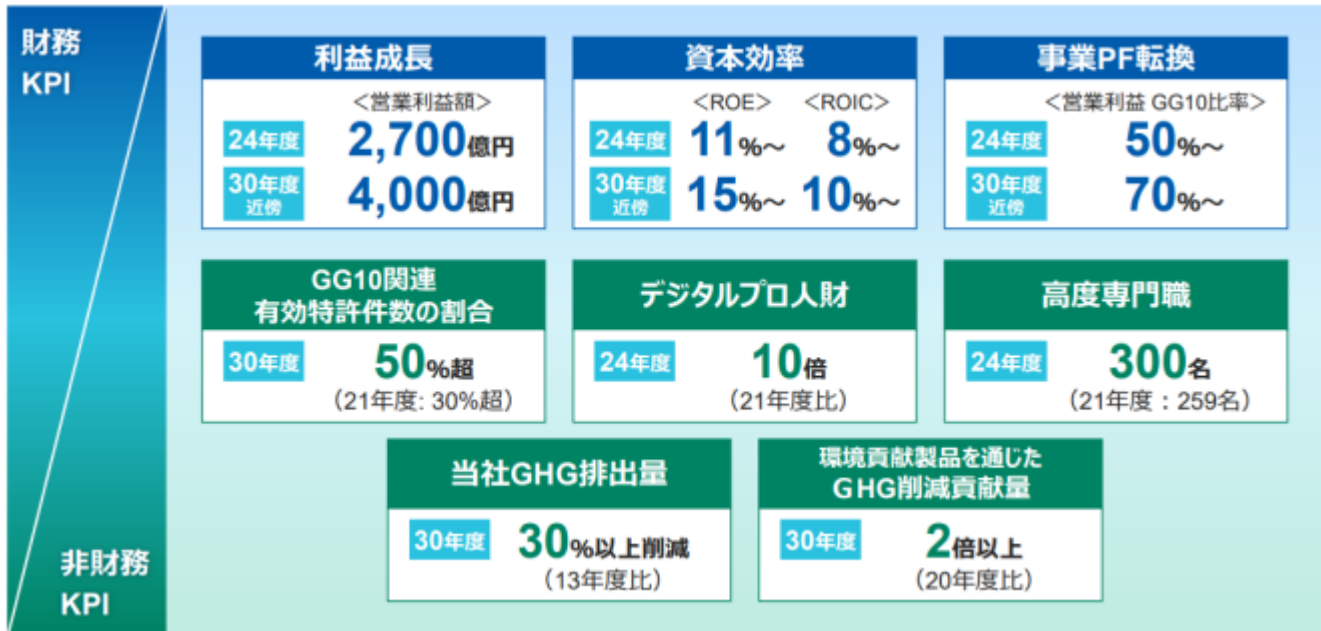 財務
KPI
利益成長
＜営業利益額＞
24年度 2,700億円
30年度近傍 4,000億円
資本効率
＜ROE＞ ＜ROIC＞
24年度 11%～ 8%～
30年度近傍 15%～ 10%～
事業PF転換
＜営業利益 GG10比率＞
24年度 50%～
30年度近傍 70%～
GG10関連
有効特許件数の割合
30年度 50%超
（21年度: 30%超）
デジタルプロ人財
24年度 10倍
（21年度比）
高度専門職
24年度 300名
（21年度：259名）
当社GHG排出量
30年度 30%以上削減
（13年度比）
環境貢献製品を通じた
GHG削減貢献量
30年度 2倍以上
（20年度比）
非財務
KPI